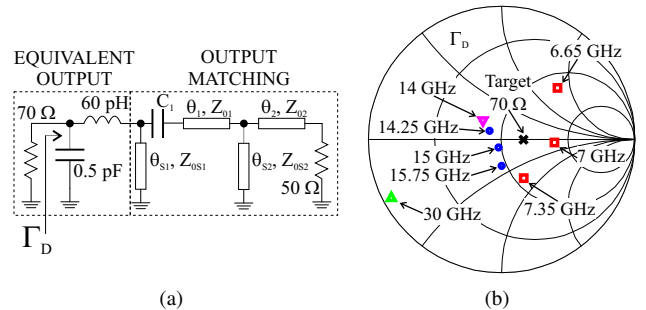 EQUIVALENT OUTPUT
OUTPUT MATCHING
70 Ω
60 pH
C₁
θ₁, Z₀₁
θ₂, Z₀₂
0.5 pF
θS1, Z0S1
θS2, Z0S2
50 Ω
ΓD
(a)
ΓD
6.65 GHz
Target
70 Ω
14 GHz
14.25 GHz
15 GHz
15.75 GHz
7 GHz
7.35 GHz
30 GHz
(b)